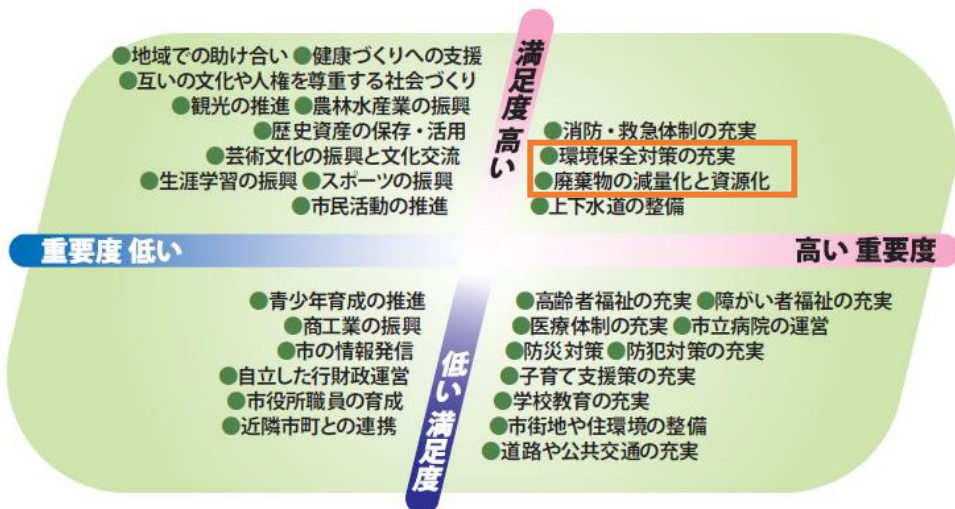 満足度 高い
●地域での助け合い ●健康づくりへの支援
●互いの文化や人権を尊重する社会づくり
●観光の推進 ●農林水産業の振興
●歴史資産の保存・活用
●芸術文化の振興と文化交流
●生涯学習の振興 ●スポーツの振興
●市民活動の推進
●消防・救急体制の充実
●環境保全対策の充実
●廃棄物の減量化と資源化
●上下水道の整備
重要度 低い
高い 重要度
●青少年育成の推進
●商工業の振興
●市の情報発信
●自立した行財政運営
●市役所職員の育成
●近隣市町との連携
低い 満足度
●高齢者福祉の充実 ●障がい者福祉の充実
●医療体制の充実 ●市立病院の運営
●防災対策 ●防犯対策の充実
●子育て支援策の充実
●学校教育の充実
●市街地や住環境の整備
●道路や公共交通の充実